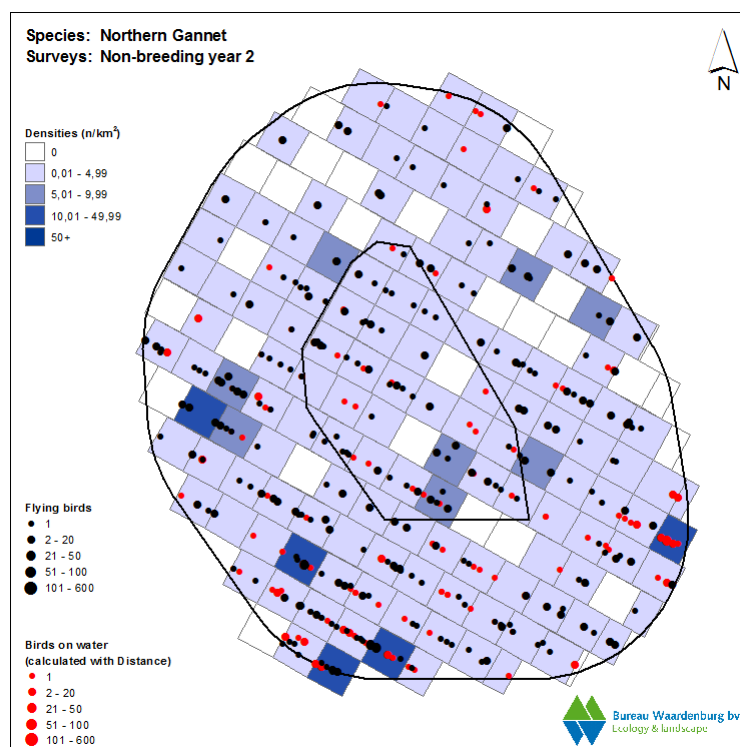 Species: Northern Gannet
Surveys: Non-breeding year 2
N
Densities (n/km²)
0
0,01 - 4,99
5,01 - 9,99
10,01 - 49,99
50+
Flying birds
1
2 - 20
21 - 50
51 - 100
101 - 600
Birds on water
(calculated with Distance)
1
2 - 20
21 - 50
51 - 100
101 - 600
Bureau Waardenburg bv
Ecology & landscape